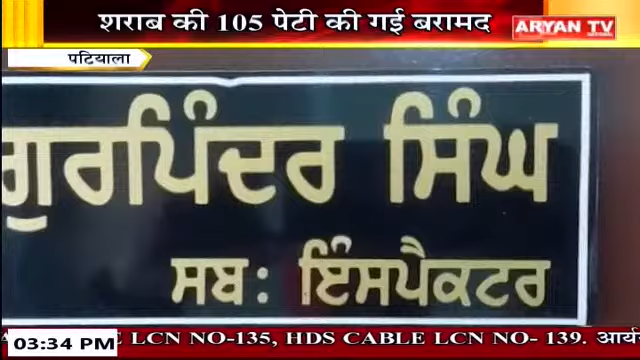 शराब की 105 पेटी की गई बरामद
ARYAN TV
पटियाला
ਗੁਰਪਿੰਦਰ ਸਿੰਘ
ਸਬ: ਇੰਸਪੈਕਟਰ
03:34 PM
E LCN NO-135, HDS CABLE LCN NO- 139. आर्य